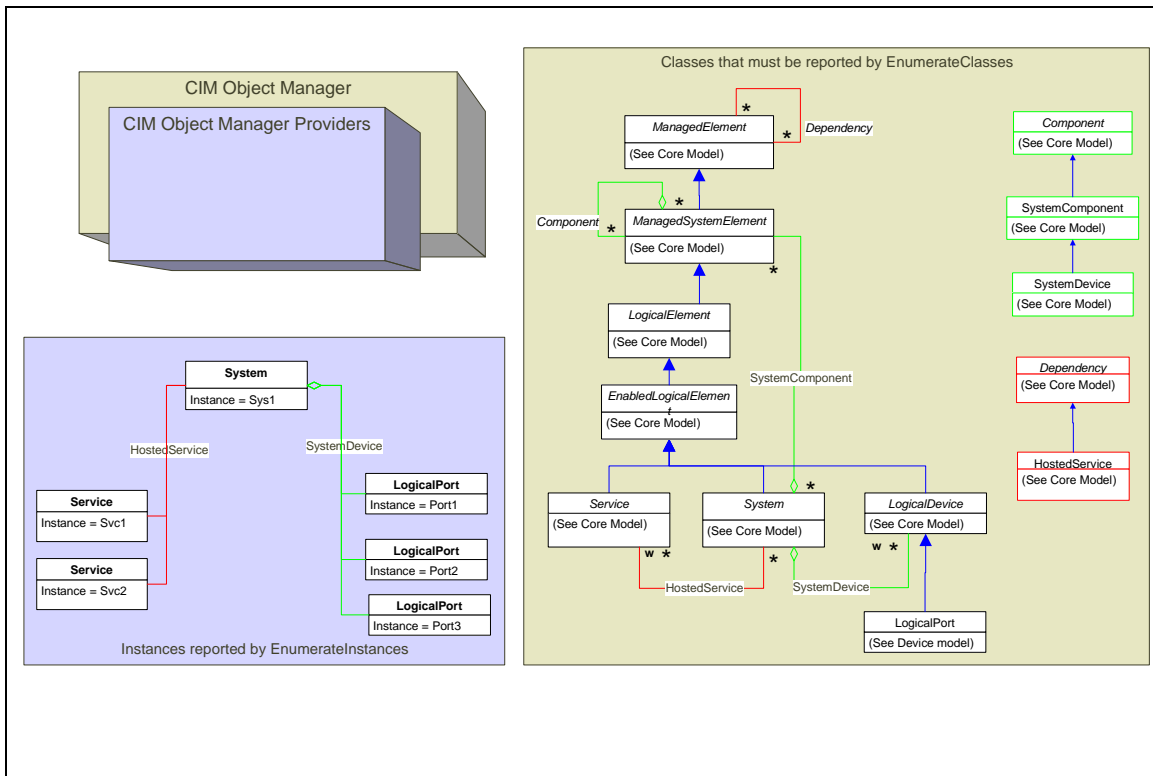 CIM Object Manager
CIM Object Manager Providers
System
Instance = Sys1
HostedService
SystemDevice
Service
Instance = Svc1
Service
Instance = Svc2
LogicalPort
Instance = Port1
LogicalPort
Instance = Port2
LogicalPort
Instance = Port3
Instances reported by EnumerateInstances
Classes that must be reported by EnumerateClasses
*
ManagedElement
(See Core Model)
*
Dependency
Component
*
*
ManagedSystemElement
(See Core Model)
*
LogicalElement
(See Core Model)
SystemComponent
EnabledLogicalElemen
t
(See Core Model)
Service
(See Core Model)
w *
System
(See Core Model)
*
*
LogicalDevice
(See Core Model)
w *
HostedService
SystemDevice
LogicalPort
(See Device model)
Component
(See Core Model)
SystemComponent
(See Core Model)
SystemDevice
(See Core Model)
Dependency
(See Core Model)
HostedService
(See Core Model)